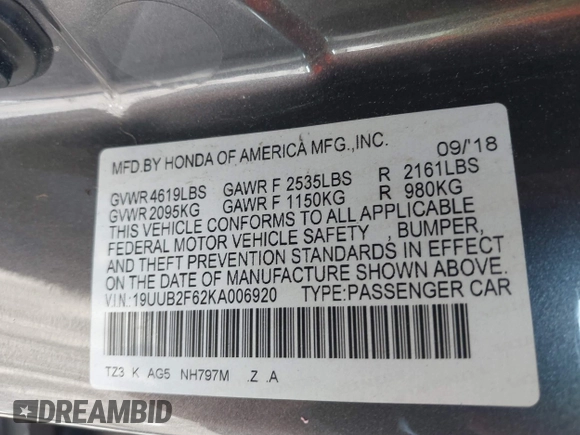 MFD.BY HONDA OF AMERICA MFG.,INC. 09/'18
GVWR 4619LBS GAWR F 2535LBS R 2161LBS
GVWR 2095KG GAWR F 1150KG R 980KG
THIS VEHICLE CONFORMS TO ALL APPLICABLE
FEDERAL MOTOR VEHICLE SAFETY , BUMPER,
AND THEFT PREVENTION STANDARDS IN EFFECT
ON THE DATE OF MANUFACTURE SHOWN ABOVE.
VIN:19UUB2F62KA006920 TYPE:PASSENGER CAR
TZ3 K AG5 NH797M .Z .A
DREAMBID